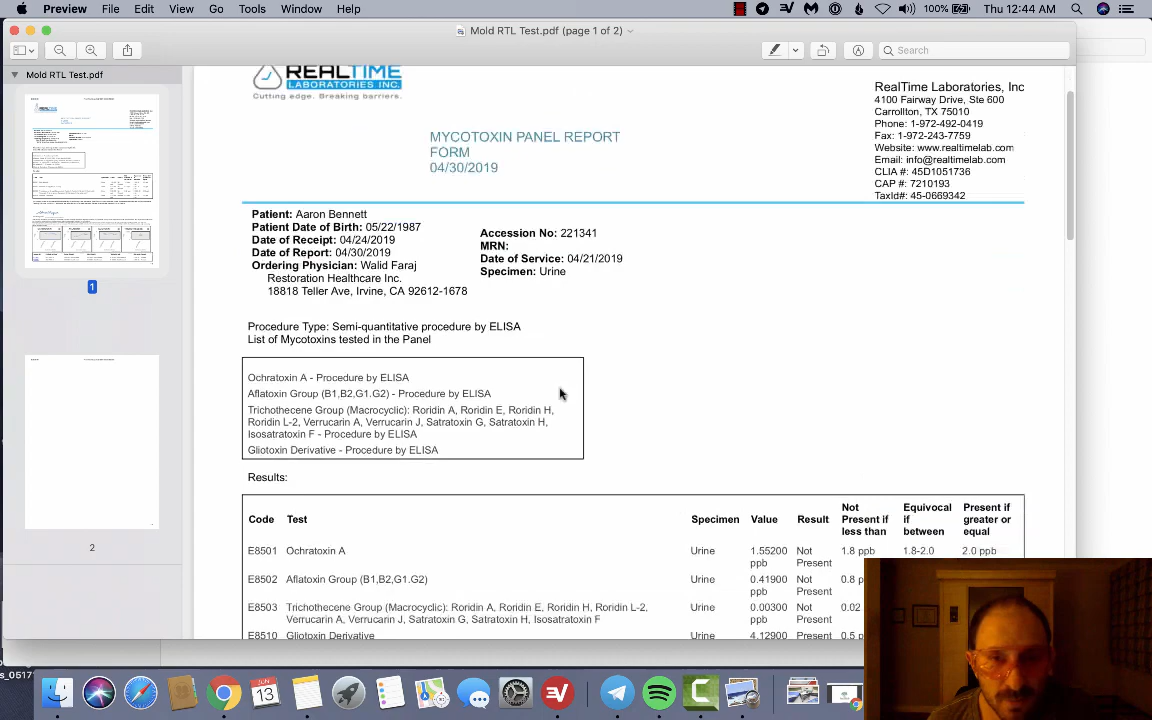 Preview File Edit View Go Tools Window Help 100% Thu 12:44 AM
Mold RTL Test.pdf (page 1 of 2)
Search
Mold RTL Test.pdf
1
2
REALTIME
LABORATORIES INC.
Cutting edge. Breaking barriers.
RealTime Laboratories, Inc
4100 Fairway Drive, Ste 600
Carrollton, TX 75010
Phone: 1-972-492-0419
Fax: 1-972-243-7759
Website: www.realtimelab.com
Email: info@realtimelab.com
CLIA #: 45D1051736
CAP #: 7210193
TaxId#: 45-0669342
MYCOTOXIN PANEL REPORT
FORM
04/30/2019
Patient: Aaron Bennett
Patient Date of Birth: 05/22/1987
Date of Receipt: 04/24/2019
Date of Report: 04/30/2019
Ordering Physician: Walid Faraj
Restoration Healthcare Inc.
18818 Teller Ave, Irvine, CA 92612-1678
Accession No: 221341
MRN:
Date of Service: 04/21/2019
Specimen: Urine
Procedure Type: Semi-quantitative procedure by ELISA
List of Mycotoxins tested in the Panel
Ochratoxin A - Procedure by ELISA
Aflatoxin Group (B1,B2,G1.G2) - Procedure by ELISA
Trichothecene Group (Macrocyclic): Roridin A, Roridin E, Roridin H,
Roridin L-2, Verrucarin A, Verrucarin J, Satratoxin G, Satratoxin H,
Isosatratoxin F - Procedure by ELISA
Gliotoxin Derivative - Procedure by ELISA
Results:
Code Test Specimen Value Result Not Present if less than Equivocal if between Present if greater or equal
E8501 Ochratoxin A Urine 1.55200 ppb Not Present 1.8 ppb 1.8-2.0 2.0 ppb
E8502 Aflatoxin Group (B1,B2,G1.G2) Urine 0.41900 ppb Not Present 0.8 p
E8503 Trichothecene Group (Macrocyclic): Roridin A, Roridin E, Roridin H, Roridin L-2, Verrucarin A, Verrucarin J, Satratoxin G, Satratoxin H, Isosatratoxin F Urine 0.00300 ppb Not Present 0.02
E8510 Gliotoxin Derivative Urine 4.12900 Present 0.5 p
s_0517
JUN
13